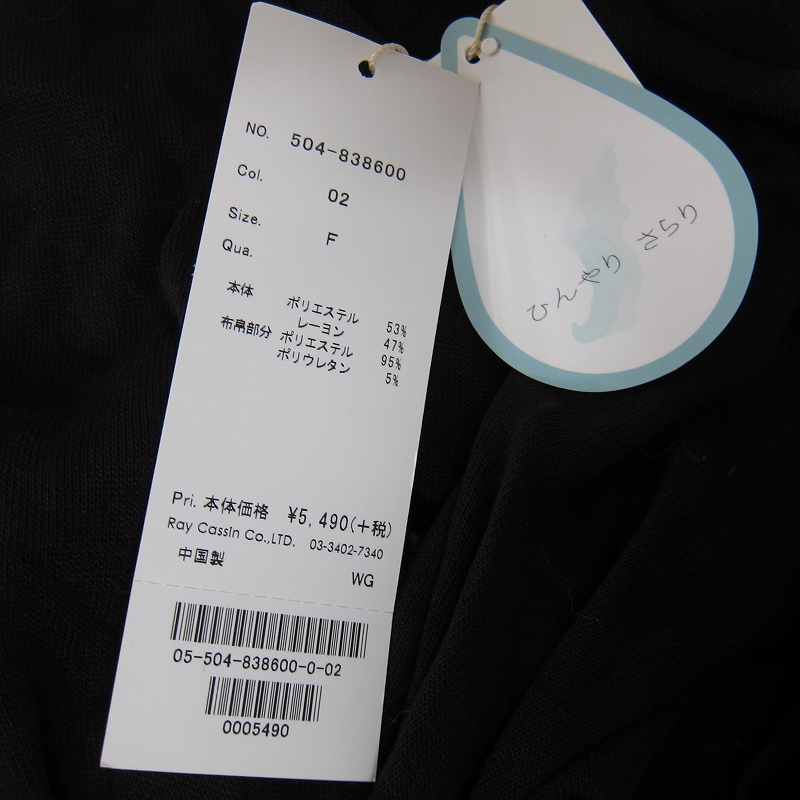 NO. 504-838600
Col. 02
Size. F
Qua.
本体 ポリエステル 53%
レーヨン 47%
布帛部分 ポリエステル 95%
ポリウレタン 5%
Pri. 本体価格 ¥5,490(+税)
Ray Cassin Co.,LTD. 03-3402-7340
中国製
WG
05-504-838600-0-02
0005490
ひんやり さらり